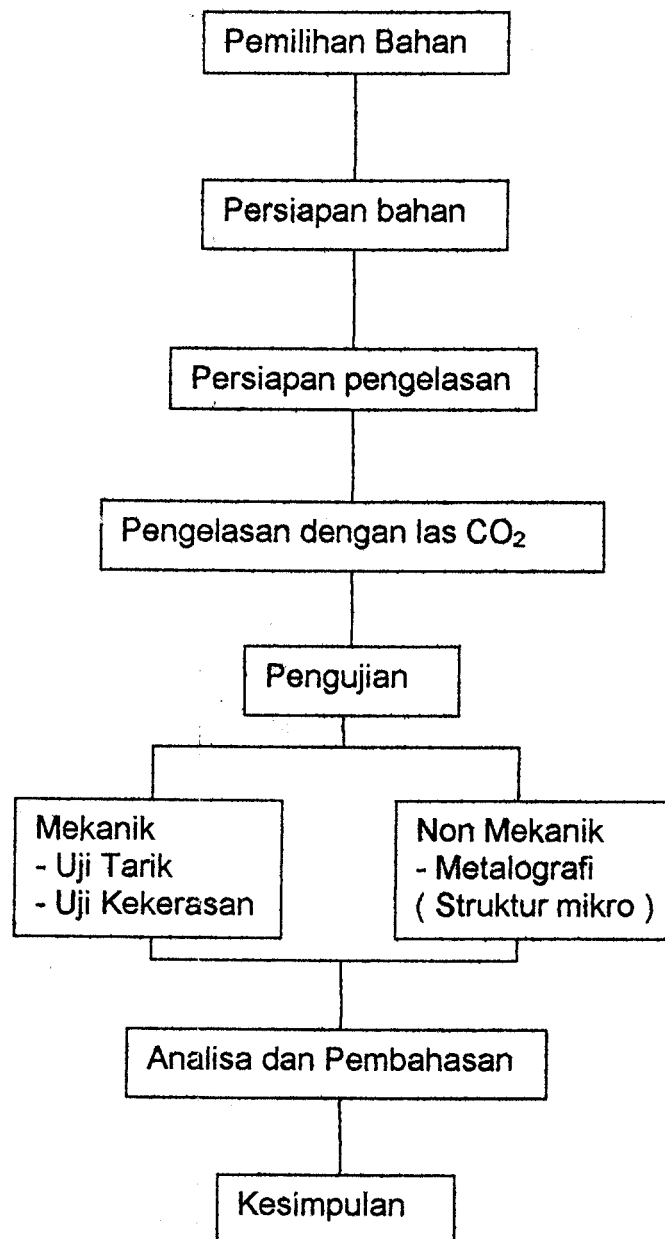 Pemilihan Bahan
Persiapan bahan
Persiapan pengelasan
Pengelasan dengan las CO₂
Pengujian
Mekanik
- Uji Tarik
- Uji Kekerasan
Non Mekanik
- Metalografi
( Struktur mikro )
Analisa dan Pembahasan
Kesimpulan